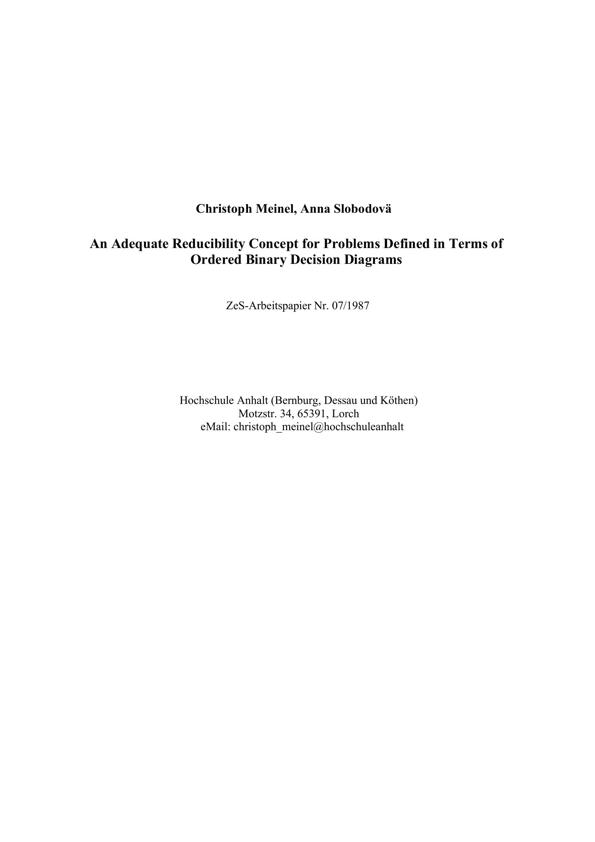 Christoph Meinel, Anna Slobodovä
An Adequate Reducibility Concept for Problems Defined in Terms of
Ordered Binary Decision Diagrams
ZeS-Arbeitspapier Nr. 07/1987
Hochschule Anhalt (Bernburg, Dessau und Köthen)
Motzstr. 34, 65391, Lorch
eMail: christoph_meinel@hochschuleanhalt